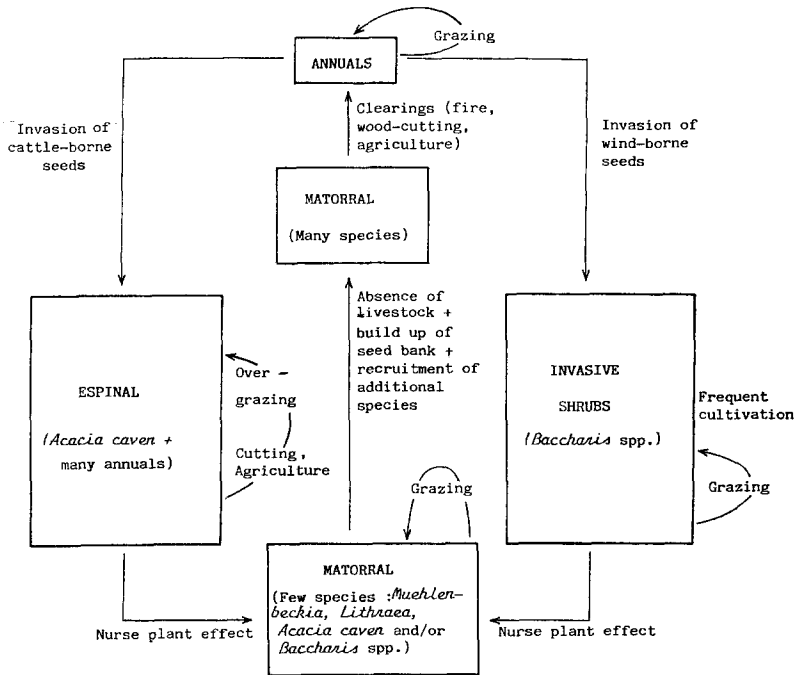 Grazing
ANNUALS
Invasion of
cattle-borne
seeds
Clearings (fire,
wood-cutting,
agriculture)
Invasion of
wind-borne
seeds
MATORRAL
(Many species)
Absence of
livestock +
build up of
seed bank +
recruitment of
additional
species
ESPINAL
(Acacia caven +
many annuals)
Over -
grazing
Cutting,
Agriculture
INVASIVE
SHRUBS
(Baccharis spp.)
Frequent
cultivation
Grazing
Grazing
MATORRAL
(Few species :Muehlen-
beckia, Lithraea,
Acacia caven and/or
Baccharis spp.)
Nurse plant effect
Nurse plant effect